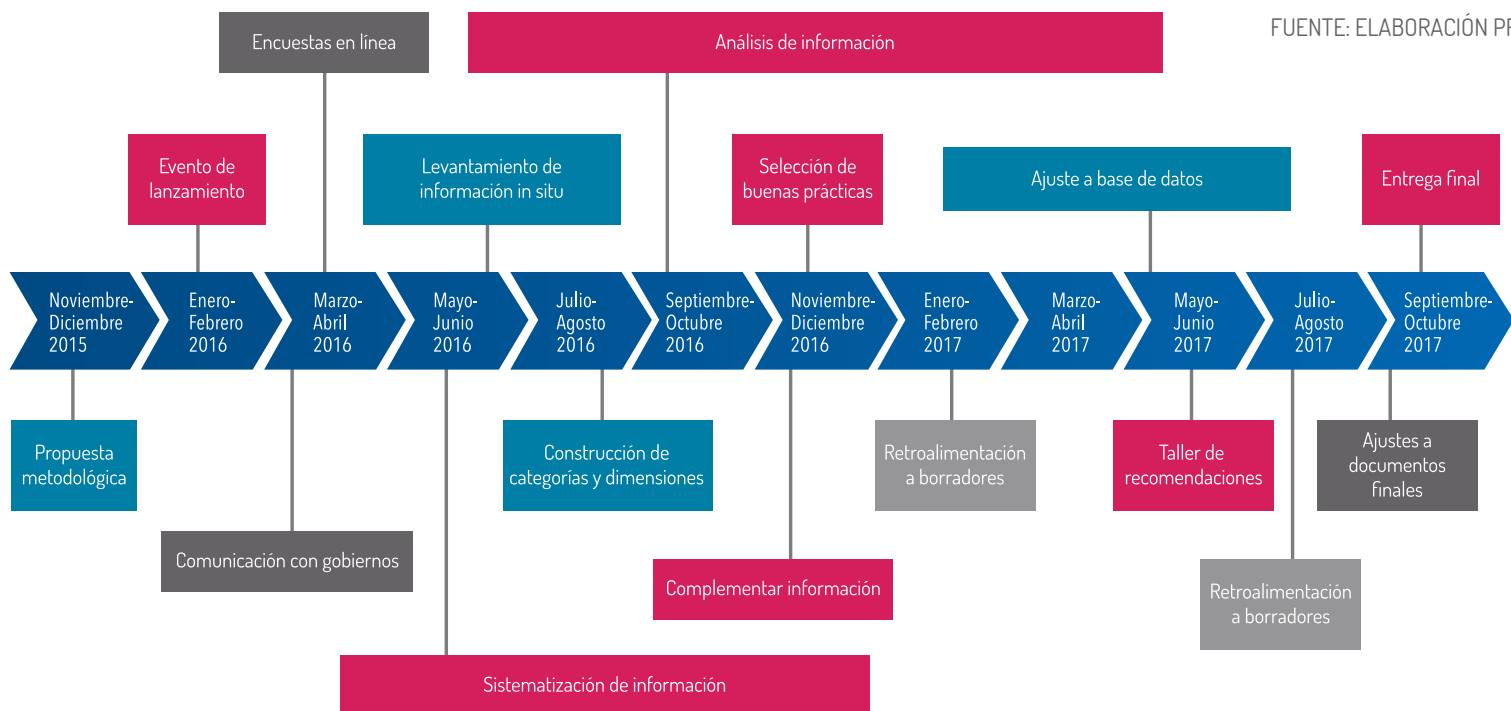 FUENTE: ELABORACIÓN
Encuestas en línea
Análisis de información
Evento de
lanzamiento
Levantamiento de
información in situ
Selección de
buenas prácticas
Ajuste a base de datos
Entrega final
Noviembre-
Diciembre
2015
Enero-
Febrero
2016
Marzo-
Abril
2016
Mayo-
Junio
2016
Julio-
Agosto
2016
Septiembre-
Octubre
2016
Noviembre-
Diciembre
2016
Enero-
Febrero
2017
Marzo-
Abril
2017
Mayo-
Junio
2017
Julio-
Agosto
2017
Septiembre-
Octubre
2017
Propuesta
metodológica
Construcción de
categorías y dimensiones
Retroalimentación
a borradores
Taller de
recomendaciones
Ajustes a
documentos
finales
Comunicación con gobiernos
Complementar información
Retroalimentación
a borradores
Sistematización de información